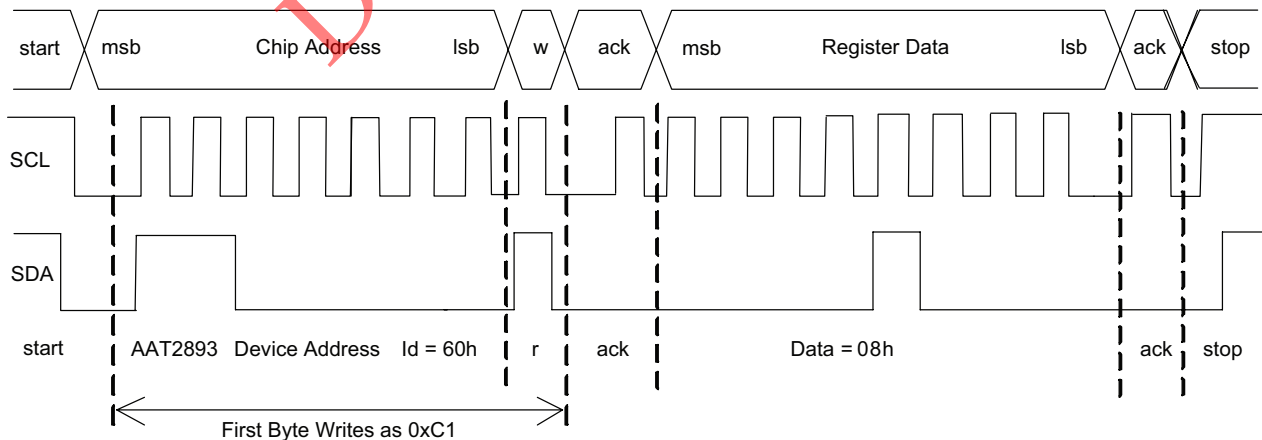 start msb Chip Address lsb w ack msb Register Data lsb ack stop
SCL
SDA
start AAT2893 Device Address Id = 60h r ack Data = 08h ack stop
First Byte Writes as 0xC1